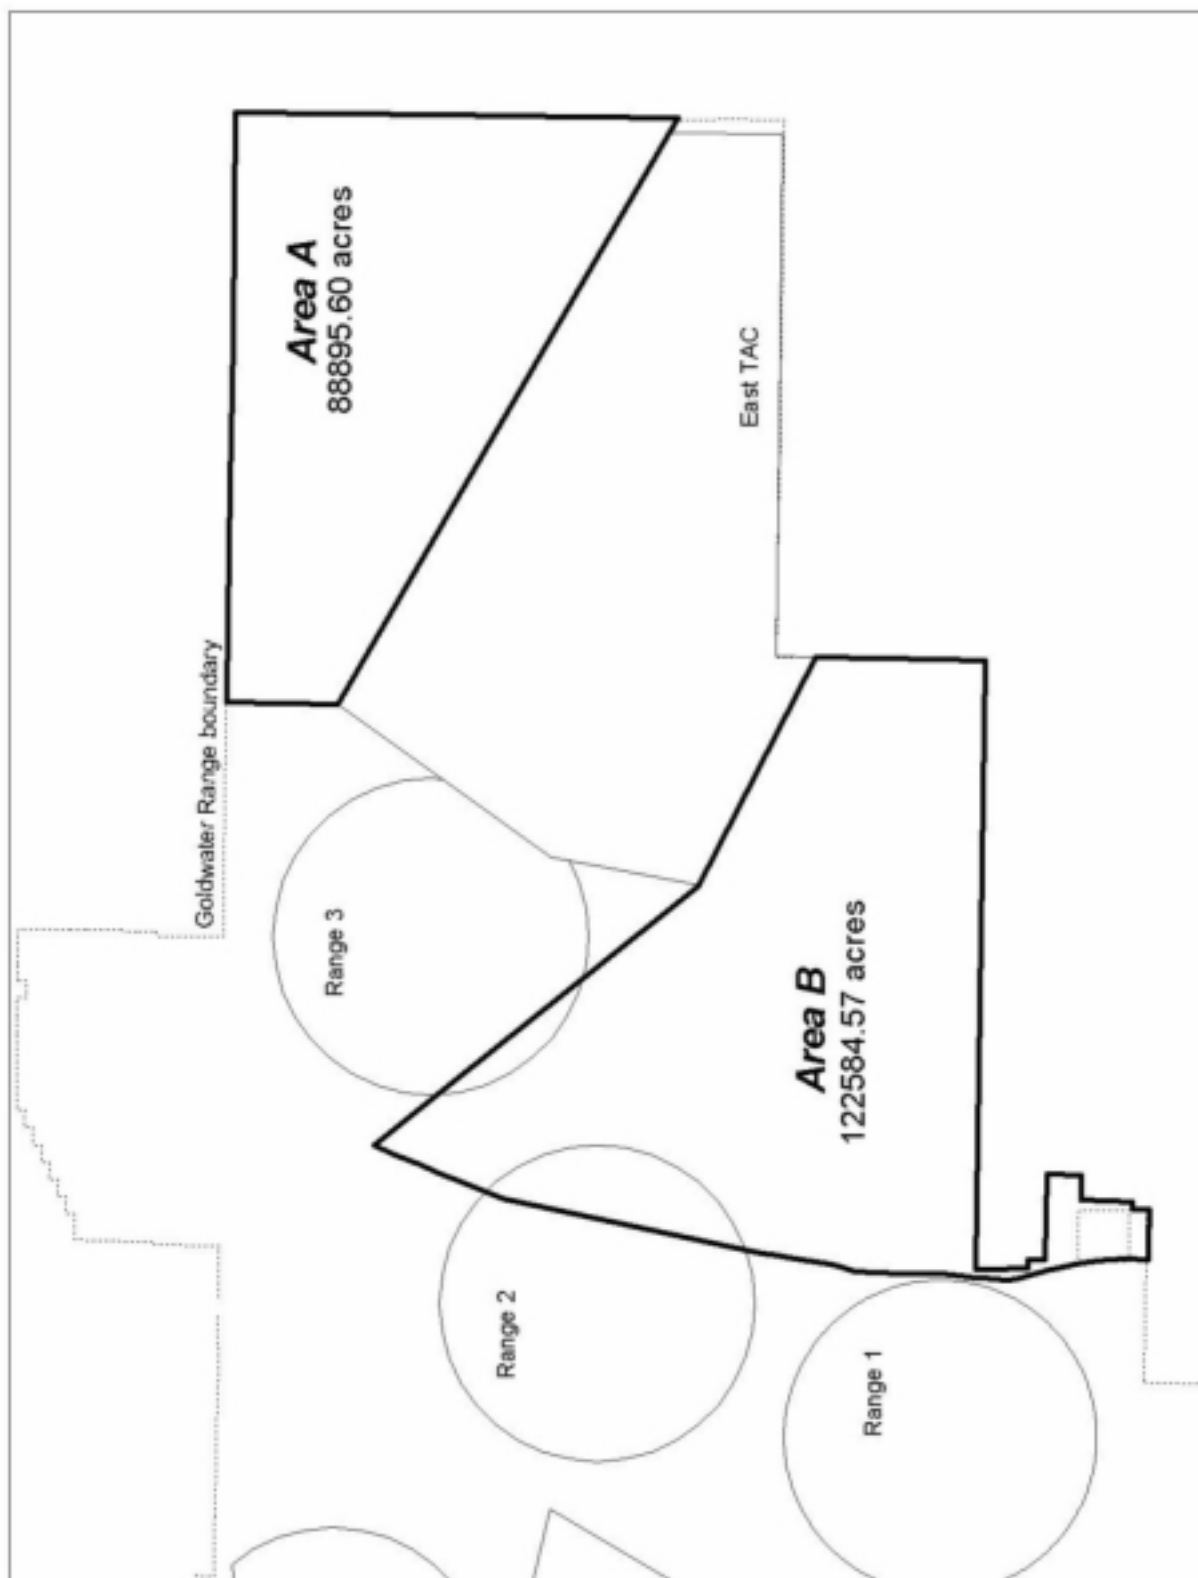 Goldwater Range boundary
Area A
88895.60 acres
East TAC
Range 3
Range 2
Area B
122584.57 acres
Range 1